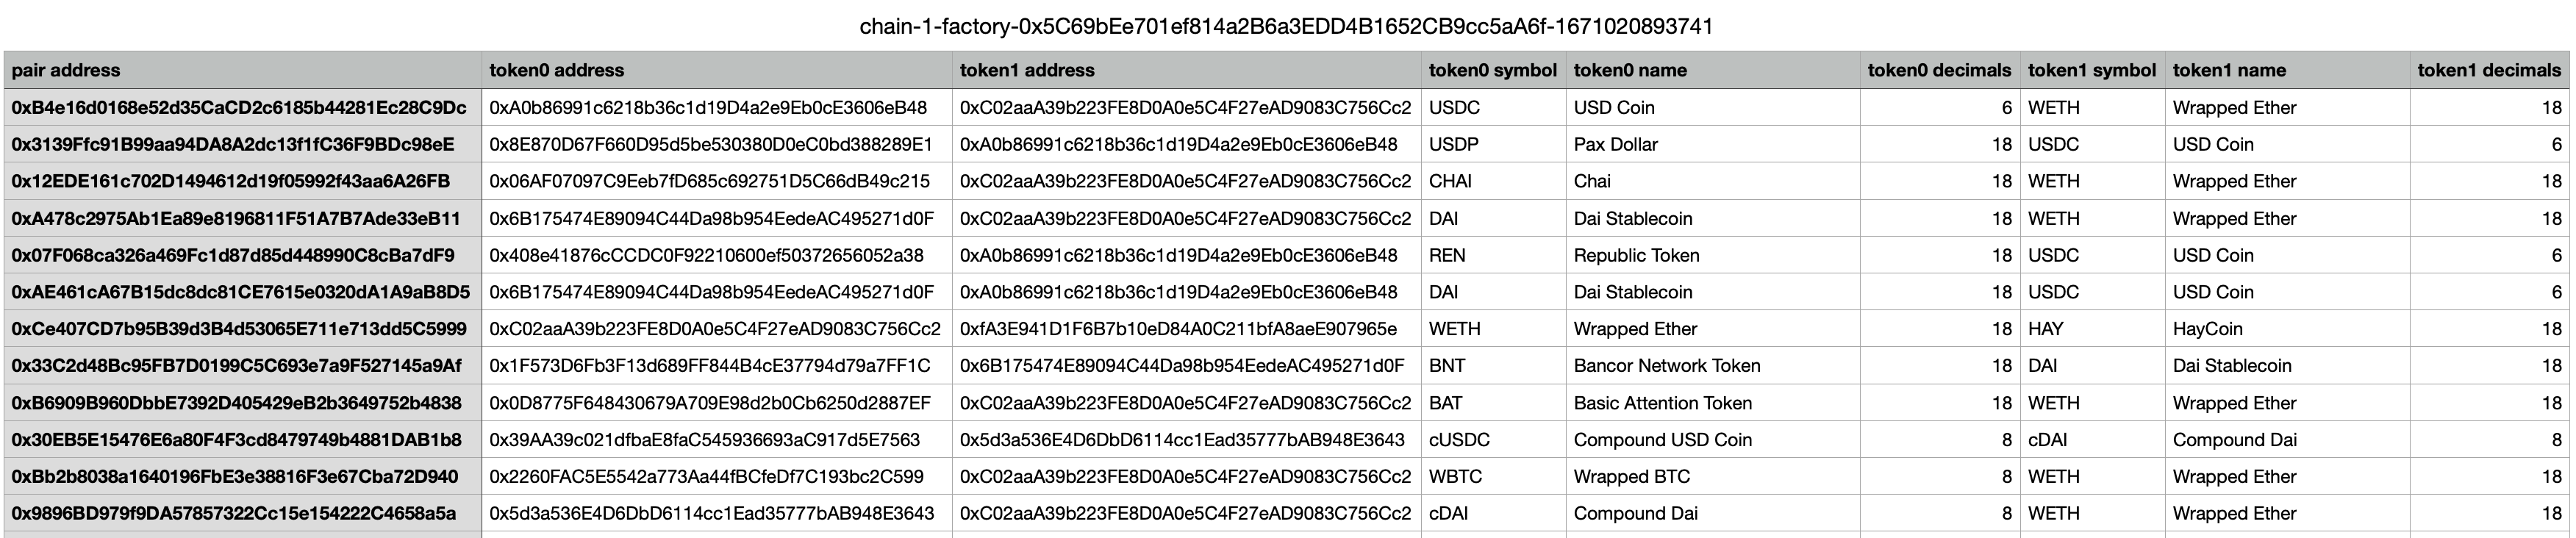 chain-1-factory-0x5C69bEe701ef814a2B6a3EDD4B1652CB9cc5aA6f-1671020893741
pair address token0 address token1 address token0 symbol token0 name token0 decimals token1 symbol token1 name token1 decimals
0xB4e16d0168e52d35CaCD2c6185b44281Ec28C9Dc 0xA0b86991c6218b36c1d19D4a2e9Eb0cE3606eB48 0xC02aaA39b223FE8D0A0e5C4F27eAD9083C756Cc2 USDC USD Coin 6 WETH Wrapped Ether 18
0x3139Ffc91B99aa94DA8A2dc13f1fC36F9BDc98eE 0x8E870D67F660D95d5be530380D0eC0bd388289E1 0xA0b86991c6218b36c1d19D4a2e9Eb0cE3606eB48 USDP Pax Dollar 18 USDC USD Coin 6
0x12EDE161c702D1494612d19f05992f43aa6A26FB 0x06AF07097C9Eeb7fD685c692751D5C66dB49c215 0xC02aaA39b223FE8D0A0e5C4F27eAD9083C756Cc2 CHAI Chai 18 WETH Wrapped Ether 18
0xA478c2975Ab1Ea89e8196811F51A7B7Ade33eB11 0x6B175474E89094C44Da98b954EedeAC495271d0F 0xC02aaA39b223FE8D0A0e5C4F27eAD9083C756Cc2 DAI Dai Stablecoin 18 WETH Wrapped Ether 18
0x07F068ca326a469Fc1d87d85d448990C8cBa7dF9 0x408e41876cCCDC0F92210600ef50372656052a38 0xA0b86991c6218b36c1d19D4a2e9Eb0cE3606eB48 REN Republic Token 18 USDC USD Coin 6
0xAE461cA67B15dc8dc81CE7615e0320dA1A9aB8D5 0x6B175474E89094C44Da98b954EedeAC495271d0F 0xA0b86991c6218b36c1d19D4a2e9Eb0cE3606eB48 DAI Dai Stablecoin 18 USDC USD Coin 6
0xCe407CD7b95B39d3B4d53065E711e713dd5C5999 0xC02aaA39b223FE8D0A0e5C4F27eAD9083C756Cc2 0xfA3E941D1F6B7b10eD84A0C211bfA8aeE907965e WETH Wrapped Ether 18 HAY HayCoin 18
0x33C2d48Bc95FB7D0199C5C693e7a9F527145a9Af 0x1F573D6Fb3F13d689FF844B4cE37794d79a7FF1C 0x6B175474E89094C44Da98b954EedeAC495271d0F BNT Bancor Network Token 18 DAI Dai Stablecoin 18
0xB6909B960DbbE7392D405429eB2b3649752b4838 0x0D8775F648430679A709E98d2b0Cb6250d2887EF 0xC02aaA39b223FE8D0A0e5C4F27eAD9083C756Cc2 BAT Basic Attention Token 18 WETH Wrapped Ether 18
0x30EB5E15476E6a80F4F3cd8479749b4881DAB1b8 0x39AA39c021dfbaE8faC545936693aC917d5E7563 0x5d3a536E4D6DbD6114cc1Ead35777bAB948E3643 cUSDC Compound USD Coin 8 cDAI Compound Dai 8
0xBb2b8038a1640196FbE3e38816F3e67Cba72D940 0x2260FAC5E5542a773Aa44fBCfeDf7C193bc2C599 0xC02aaA39b223FE8D0A0e5C4F27eAD9083C756Cc2 WBTC Wrapped BTC 8 WETH Wrapped Ether 18
0x9896BD979f9DA57857322Cc15e154222C4658a5a 0x5d3a536E4D6DbD6114cc1Ead35777bAB948E3643 0xC02aaA39b223FE8D0A0e5C4F27eAD9083C756Cc2 cDAI Compound Dai 8 WETH Wrapped Ether 18